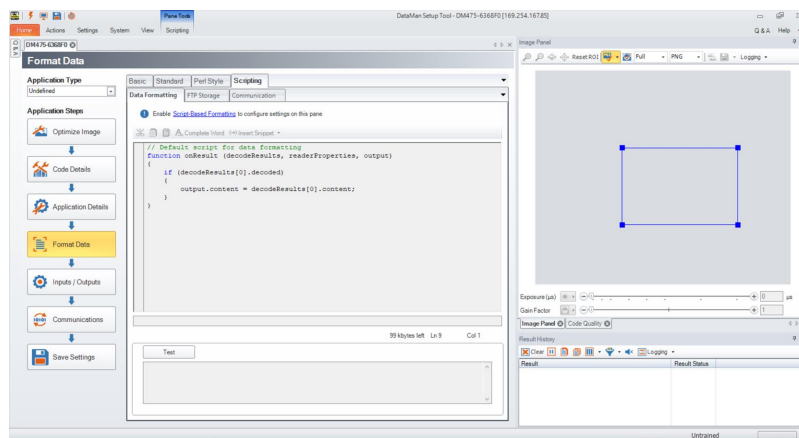 Pane Tools
DataMan Setup Tool - DM475-6368F0 [169.254.167.85]
Home Actions Settings System View Scripting
Q & A Help
DM475-6368F0
Format Data
Application Type
Undefined
Application Steps
Optimize Image
Code Details
Application Details
Format Data
Inputs / Outputs
Communications
Save Settings
Basic Standard Perl Style Scripting
Data Formatting FTP Storage Communication
Enable Script-Based Formatting to configure settings on this pane
Complete Word Insert Snippet
// Default script for data formatting
function onResult (decodeResults, readerProperties, output)
{
if (decodeResults[0].decoded)
{
output.content = decodeResults[0].content;
}
}
99 kbytes left Ln 9 Col 1
Test
Image Panel
Reset ROI Full PNG Logging
Exposure (µs) 0 µs
Gain Factor 1
Image Panel Code Quality
Result History
Clear Logging
Result Result Status
Untrained